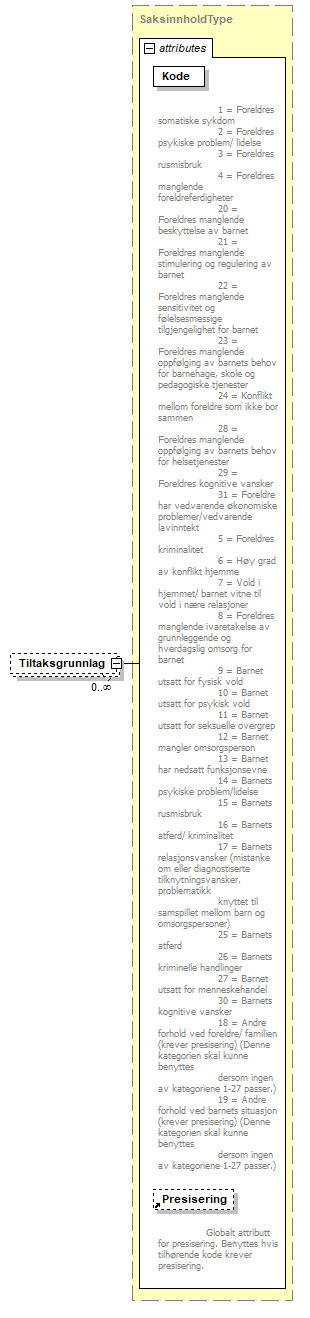 SaksinnholdType
attributes
Kode
1 = Foreldres
somatiske sykdom
2 = Foreldres
psykiske problem/ lidelse
3 = Foreldres
rusmisbruk
4 = Foreldres
manglende
foreldreferdigheter
20 =
Foreldres manglende
beskyttelse av barnet
21 =
Foreldres manglende
stimulering og regulering av
barnet
22 =
Foreldres manglende
sensitivitet og
følelsesmessige
tilgjengelighet for barnet
23 =
Foreldres manglende
oppfølging av barnets behov
for barnehage, skole og
pedagogiske tjenester
24 = Konflikt
mellom foreldre som ikke bor
sammen
28 =
Foreldres manglende
oppfølging av barnets behov
for helsetjenester
29 =
Foreldres kognitive vansker
31 = Foreldre
har vedvarende økonomiske
problemer/vedvarende
lavinntekt
5 = Foreldres
kriminalitet
6 = Høy grad
av konflikt hjemme
7 = Vold i
hjemmet/ barnet vitne til
vold i nære relasjoner
8 = Foreldres
manglende ivaretakelse av
grunnleggende og
hverdagslig omsorg for
barnet
Tiltaksgrunnlag
0..∞
9 = Barnet
utsatt for fysisk vold
10 = Barnet
utsatt for psykisk vold
11 = Barnet
utsatt for seksuelle overgrep
12 = Barnet
mangler omsorgsperson
13 = Barnet
har nedsatt funksjonsevne
14 = Barnets
psykiske problem/lidelse
15 = Barnets
rusmisbruk
16 = Barnets
atferd/ kriminalitet
17 = Barnets
relasjonsvansker (mistanke
om eller diagnostiserte
tilknytningsvansker,
problematikk
knyttet til
samspillet mellom barn og
omsorgspersoner)
25 = Barnets
atferd
26 = Barnets
kriminelle handlinger
27 = Barnet
utsatt for menneskehandel
30 = Barnets
kognitive vansker
18 = Andre
forhold ved foreldre/ familien
(krever presisering) (Denne
kategorien skal kunne
benyttes
dersom ingen
av kategoriene 1-27 passer.)
19 = Andre
forhold ved barnets situasjon
(krever presisering) (Denne
kategorien skal kunne
benyttes
dersom ingen
av kategoriene 1-27 passer.)
Presisering
Globalt attributt
for presisering. Benyttes hvis
tilhørende kode krever
presisering.